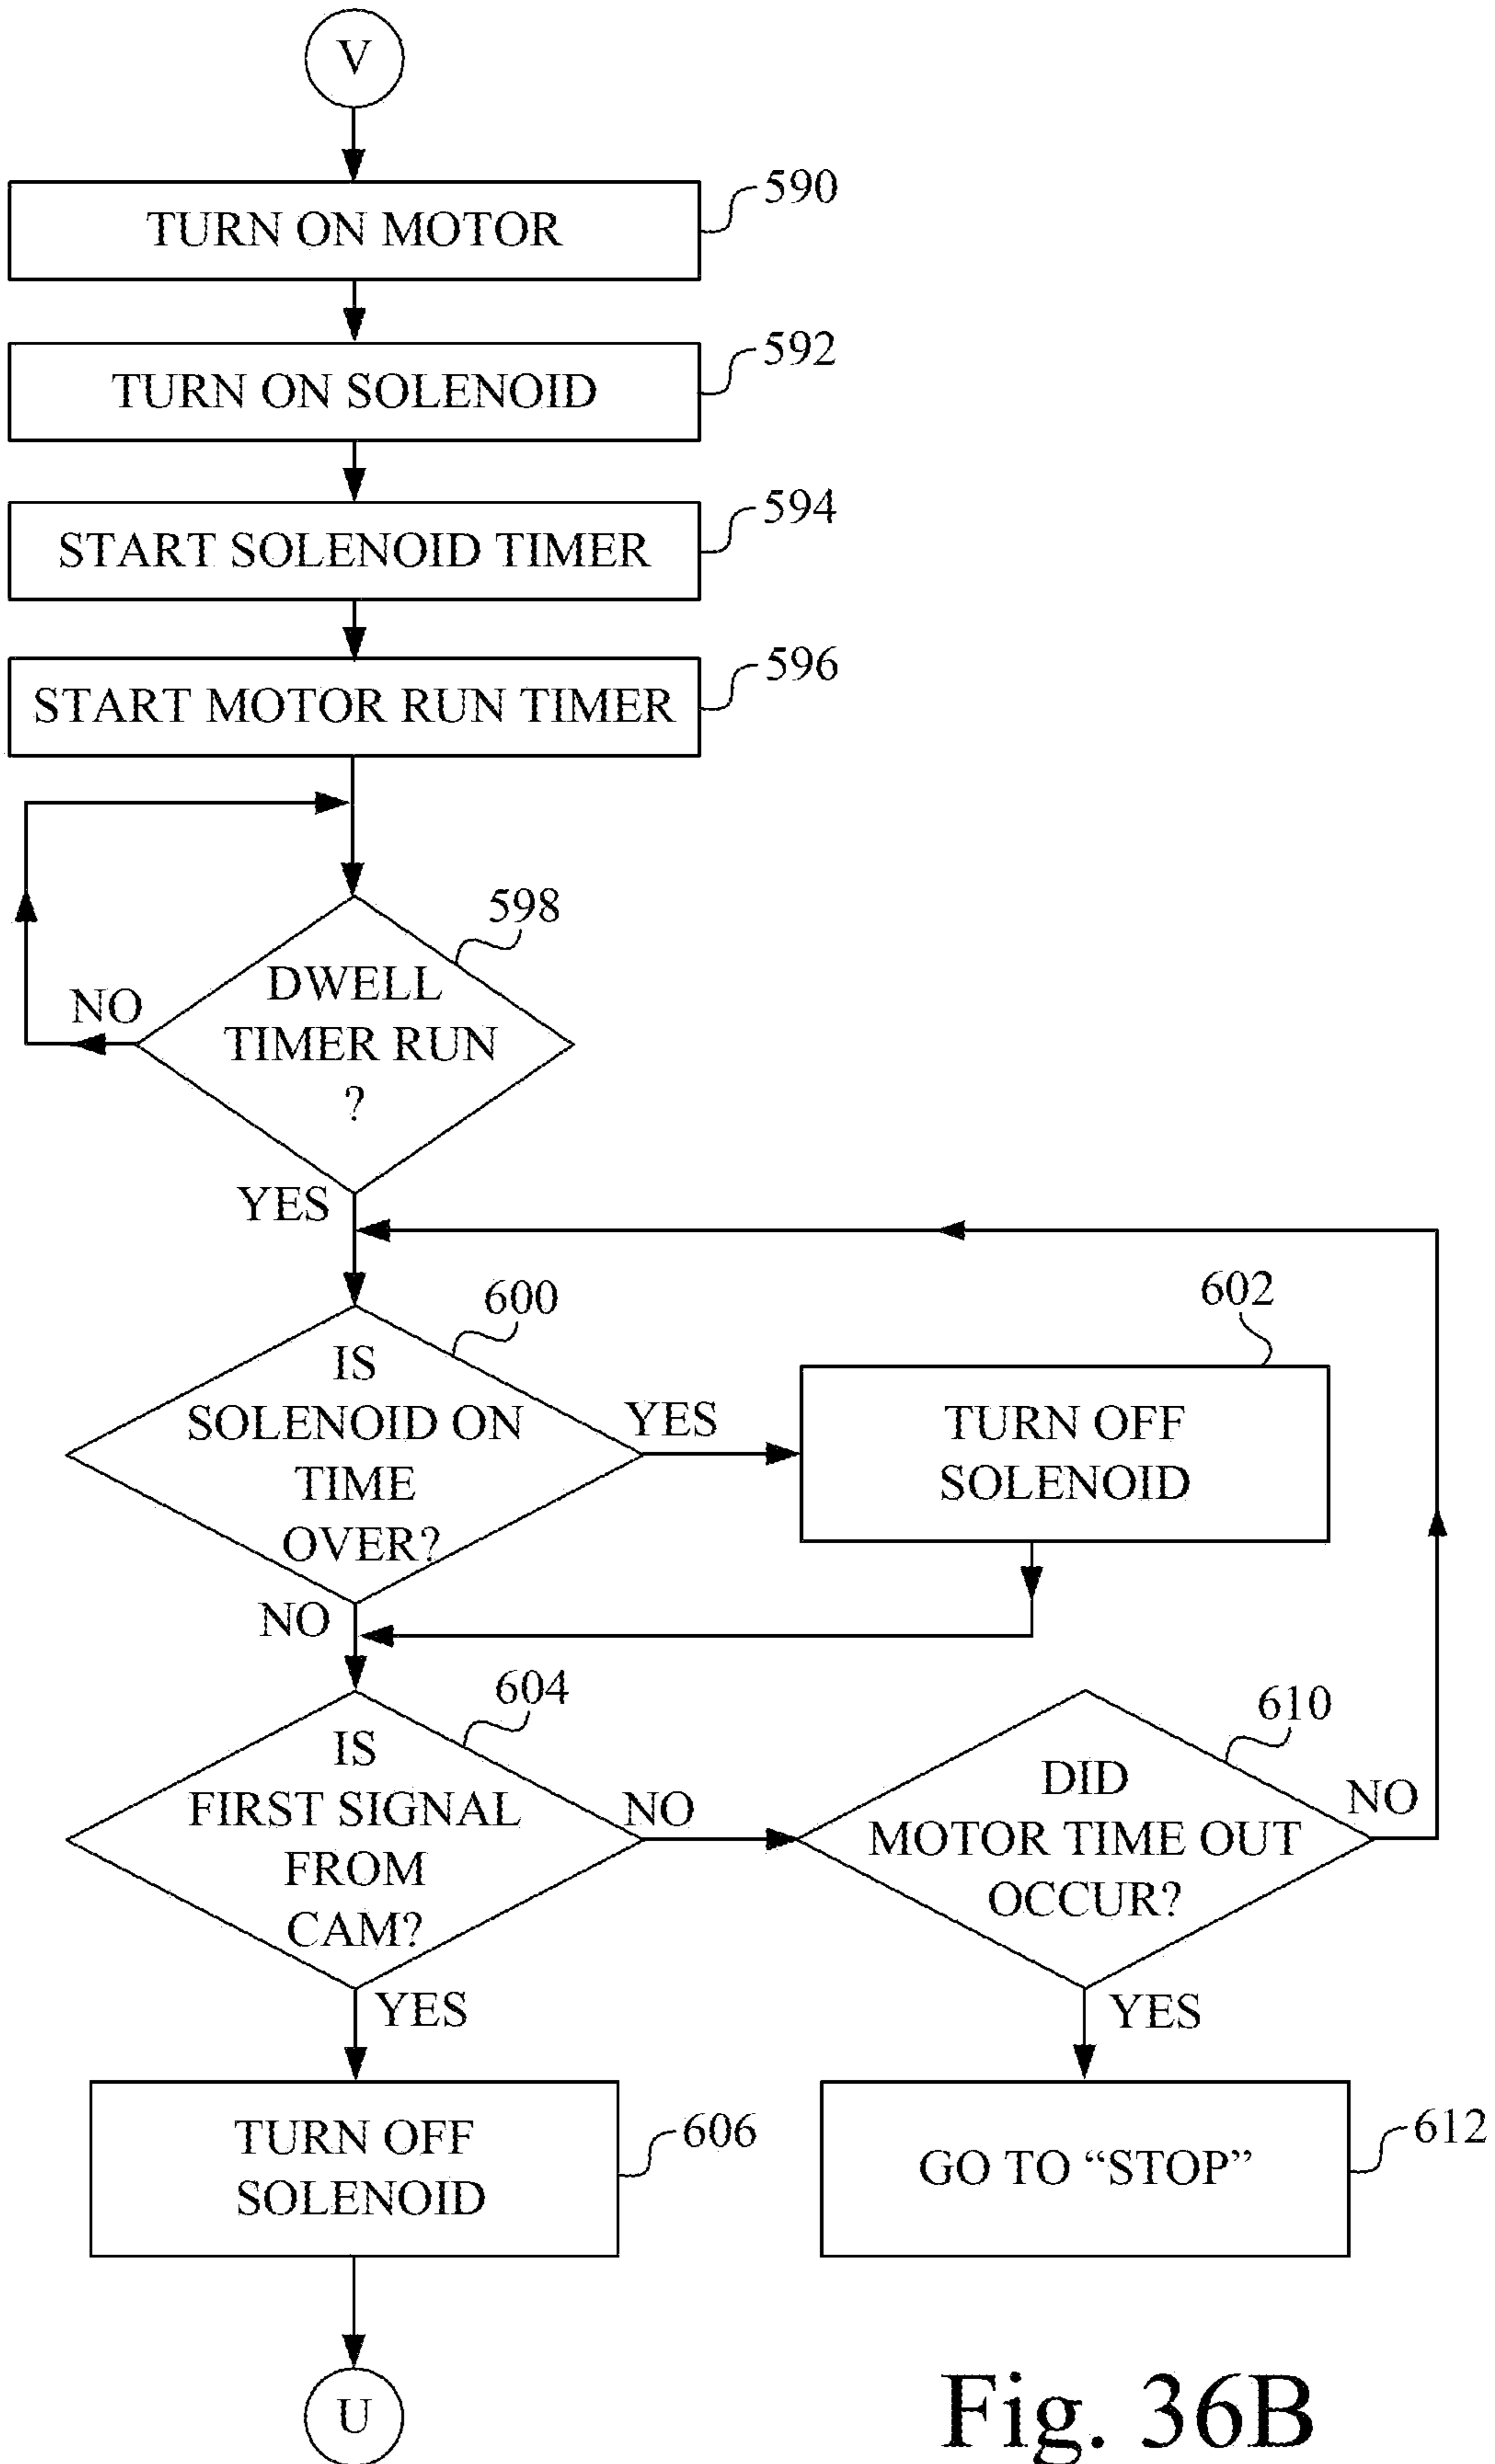 V
TURN ON MOTOR
590
TURN ON SOLENOID
592
START SOLENOID TIMER
594
START MOTOR RUN TIMER
596
598
DWELL
TIMER RUN
?
NO
YES
600
IS
SOLENOID ON
TIME
OVER?
YES
602
TURN OFF
SOLENOID
NO
604
IS
FIRST SIGNAL
FROM
CAM?
NO
610
DID
MOTOR TIME OUT
OCCUR?
NO
YES
YES
TURN OFF
SOLENOID
606
GO TO “STOP”
612
U
Fig. 36B